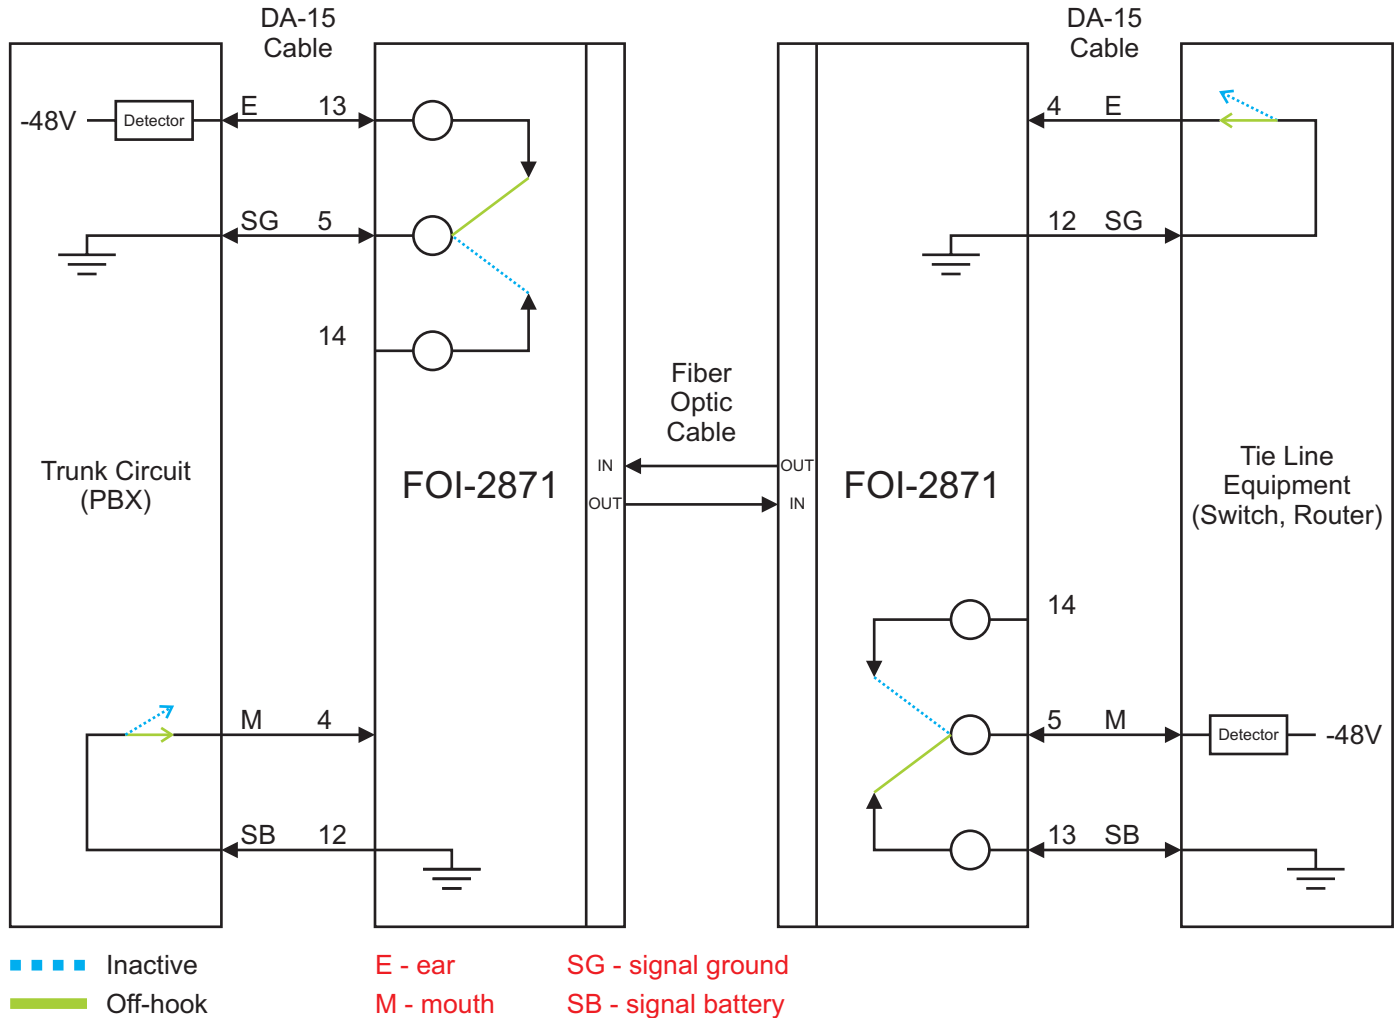 DA-15
Cable
DA-15
Cable
-48V
Detector
E
13
SG
5
14
4
E
12
SG
Fiber
Optic
Cable
Trunk Circuit
(PBX)
FOI-2871
IN
OUT
OUT
IN
FOI-2871
Tie Line
Equipment
(Switch, Router)
M
4
SB
12
14
5
M
Detector
-48V
13
SB
Inactive
E - ear
SG - signal ground
Off-hook
M - mouth
SB - signal battery